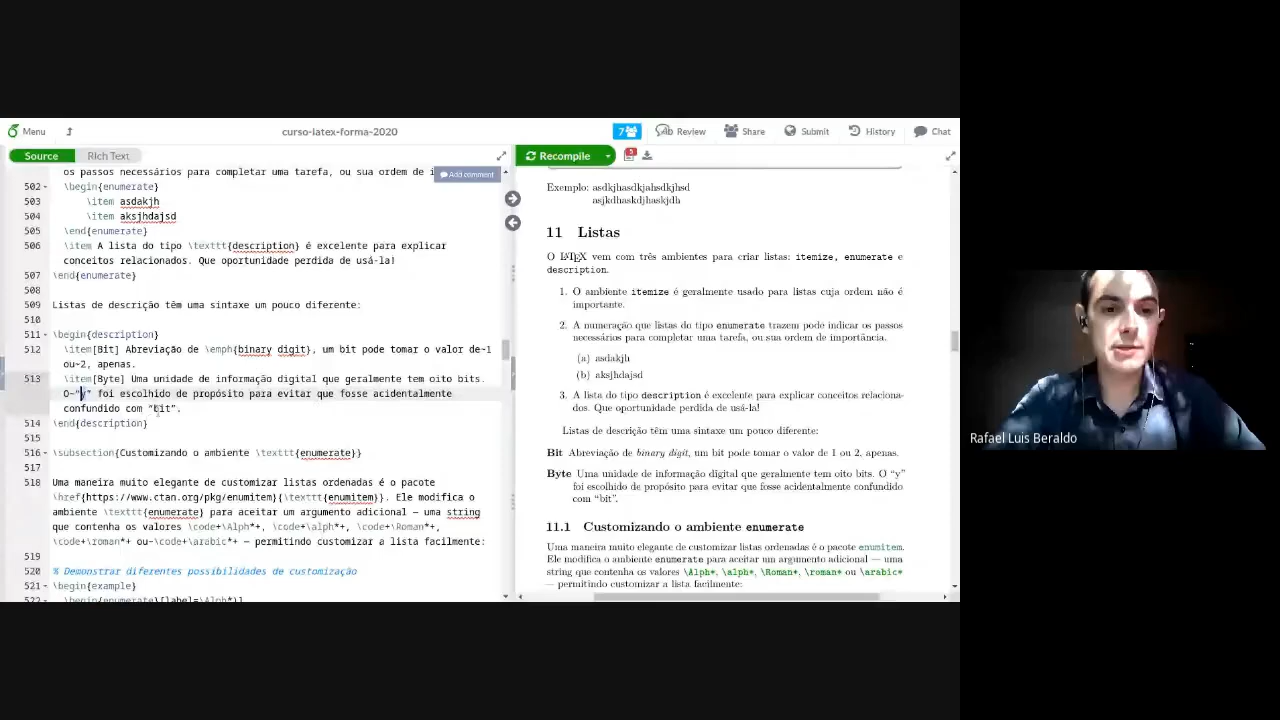 Menu
curso-latex-forma-2020
7
Review
Share
Submit
History
Chat
Source
Rich Text
Recompile
5
Add comment
os passos necessários para completar uma tarefa, ou sua ordem de i
502 \begin{enumerate}
503 \item asdakjh
504 \item aksjhdajsd
505 \end{enumerate}
506 \item A lista do tipo \texttt{description} é excelente para explicar
conceitos relacionados. Que oportunidade perdida de usá-la!
507 \end{enumerate}
508
509 Listas de descrição têm uma sintaxe um pouco diferente:
510
511 \begin{description}
512 \item[Bit] Abreviação de \emph{binary digit}, um bit pode tomar o valor de~1
ou~2, apenas.
513 \item[Byte] Uma unidade de informação digital que geralmente tem oito bits.
O~“y” foi escolhido de propósito para evitar que fosse acidentalmente
confundido com “bit”.
514 \end{description}
515
516 \subsection{Customizando o ambiente \texttt{enumerate}}
517
518 Uma maneira muito elegante de customizar listas ordenadas é o pacote
\href{https://www.ctan.org/pkg/enumitem}{\texttt{enumitem}}. Ele modifica o
ambiente \texttt{enumerate} para aceitar um argumento adicional — uma string
que contenha os valores \code+\Alph*+, \code+\alph*+, \code+\Roman*+,
\code+\roman*+ ou~\code+\arabic*+ — permitindo customizar a lista facilmente:
519
520 % Demonstrar diferentes possibilidades de customização
521 \begin{example}
522 \begin{enumerate}[label=\Alph*)]
Exemplo: asdkjhasdkjahsdkjhsd
asjkdhaskdjhaskjdh
11 Listas
O LATEX vem com três ambientes para criar listas: itemize, enumerate e
description.
1. O ambiente itemize é geralmente usado para listas cuja ordem não é
importante.
2. A numeração que listas do tipo enumerate trazem pode indicar os passos
necessários para completar uma tarefa, ou sua ordem de importância.
(a) asdakjh
(b) aksjhdajsd
3. A lista do tipo description é excelente para explicar conceitos relaciona-
dos. Que oportunidade perdida de usá-la!
Listas de descrição têm uma sintaxe um pouco diferente:
Bit Abreviação de binary digit, um bit pode tomar o valor de 1 ou 2, apenas.
Byte Uma unidade de informação digital que geralmente tem oito bits. O “y”
foi escolhido de propósito para evitar que fosse acidentalmente confundido
com “bit”.
11.1 Customizando o ambiente enumerate
Uma maneira muito elegante de customizar listas ordenadas é o pacote enumitem.
Ele modifica o ambiente enumerate para aceitar um argumento adicional — uma
string que contenha os valores \Alph*, \alph*, \Roman*, \roman* ou \arabic*
— permitindo customizar a lista facilmente:
Rafael Luis Beraldo